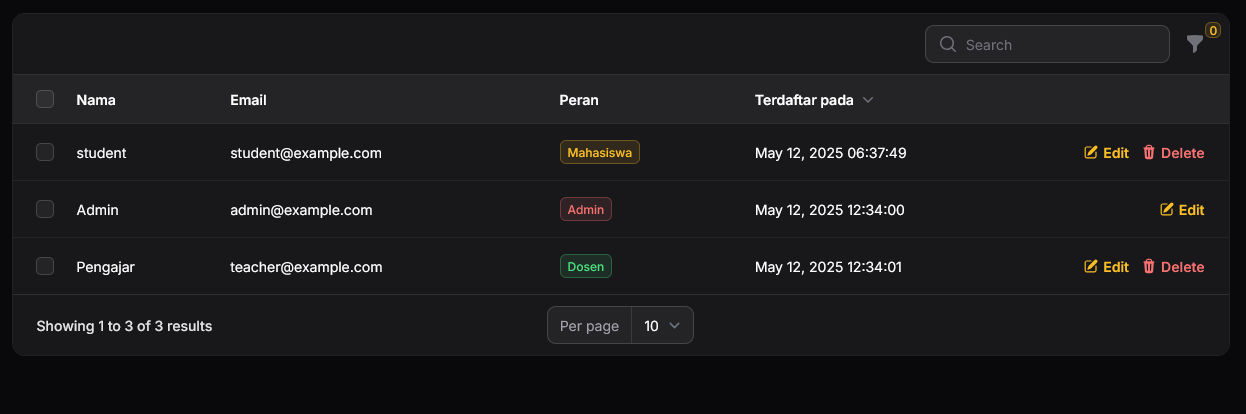 Search 0
Nama Email Peran Terdaftar pada
student student@example.com Mahasiswa May 12, 2025 06:37:49 Edit Delete
Admin admin@example.com Admin May 12, 2025 12:34:00 Edit
Pengajar teacher@example.com Dosen May 12, 2025 12:34:01 Edit Delete
Showing 1 to 3 of 3 results Per page 10